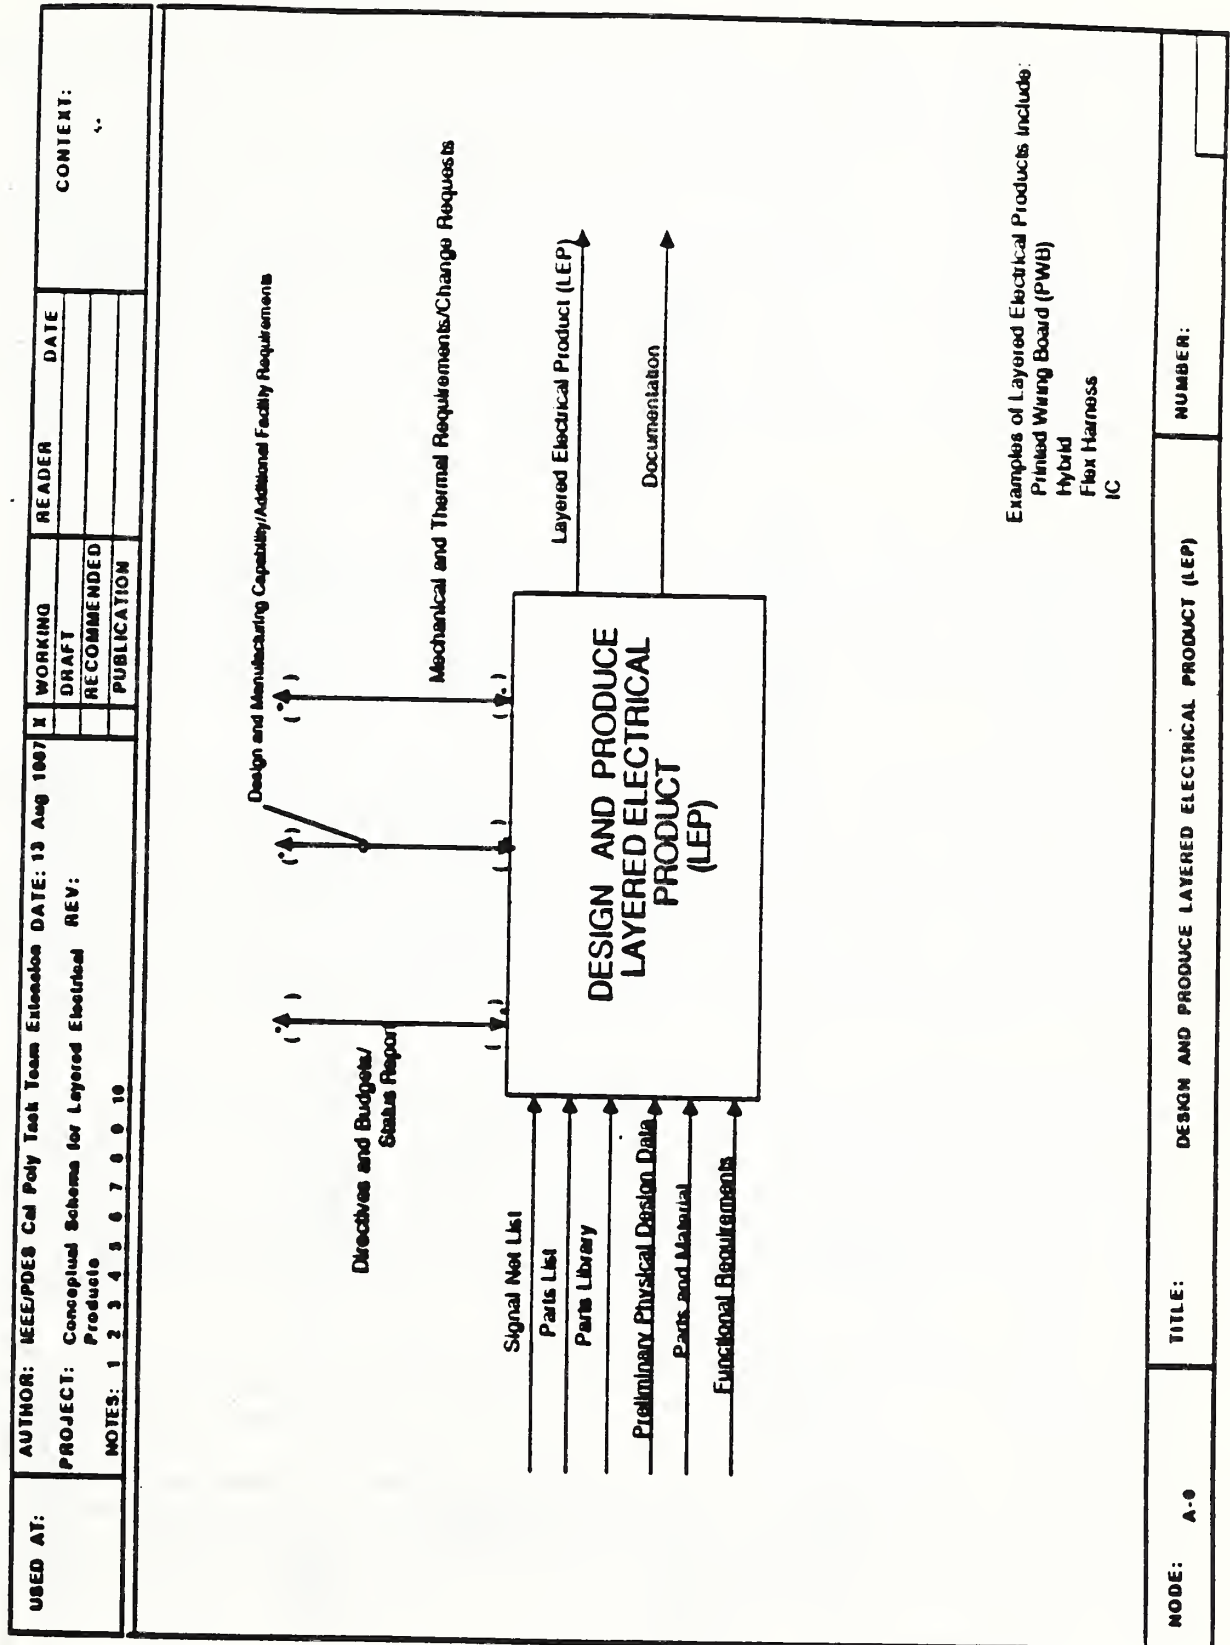 USED AT:
AUTHOR: IEEE/PDES Cal Poly Task Team Extension DATE: 13 Aug 1987
PROJECT: Conceptual Schema for Layered Electrical REV:
Products
NOTES: 1 2 3 4 5 6 7 8 9 10
X WORKING
DRAFT
RECOMMENDED
PUBLICATION
READER DATE
CONTEXT:
Design and Manufacturing Capability/Additional Facility Requirements
Mechanical and Thermal Requirements/Change Requests
Directives and Budgets/
Status Report
Signal Net List
Parts List
Parts Library
Preliminary Physical Design Data
Parts and Material
Functional Requirements
DESIGN AND PRODUCE
LAYERED ELECTRICAL
PRODUCT
(LEP)
Layered Electrical Product (LEP)
Documentation
Examples of Layered Electrical Products Include:
Printed Wiring Board (PWB)
Hybrid
Flex Harness
IC
NODE: A-0
TITLE: DESIGN AND PRODUCE LAYERED ELECTRICAL PRODUCT (LEP)
NUMBER: